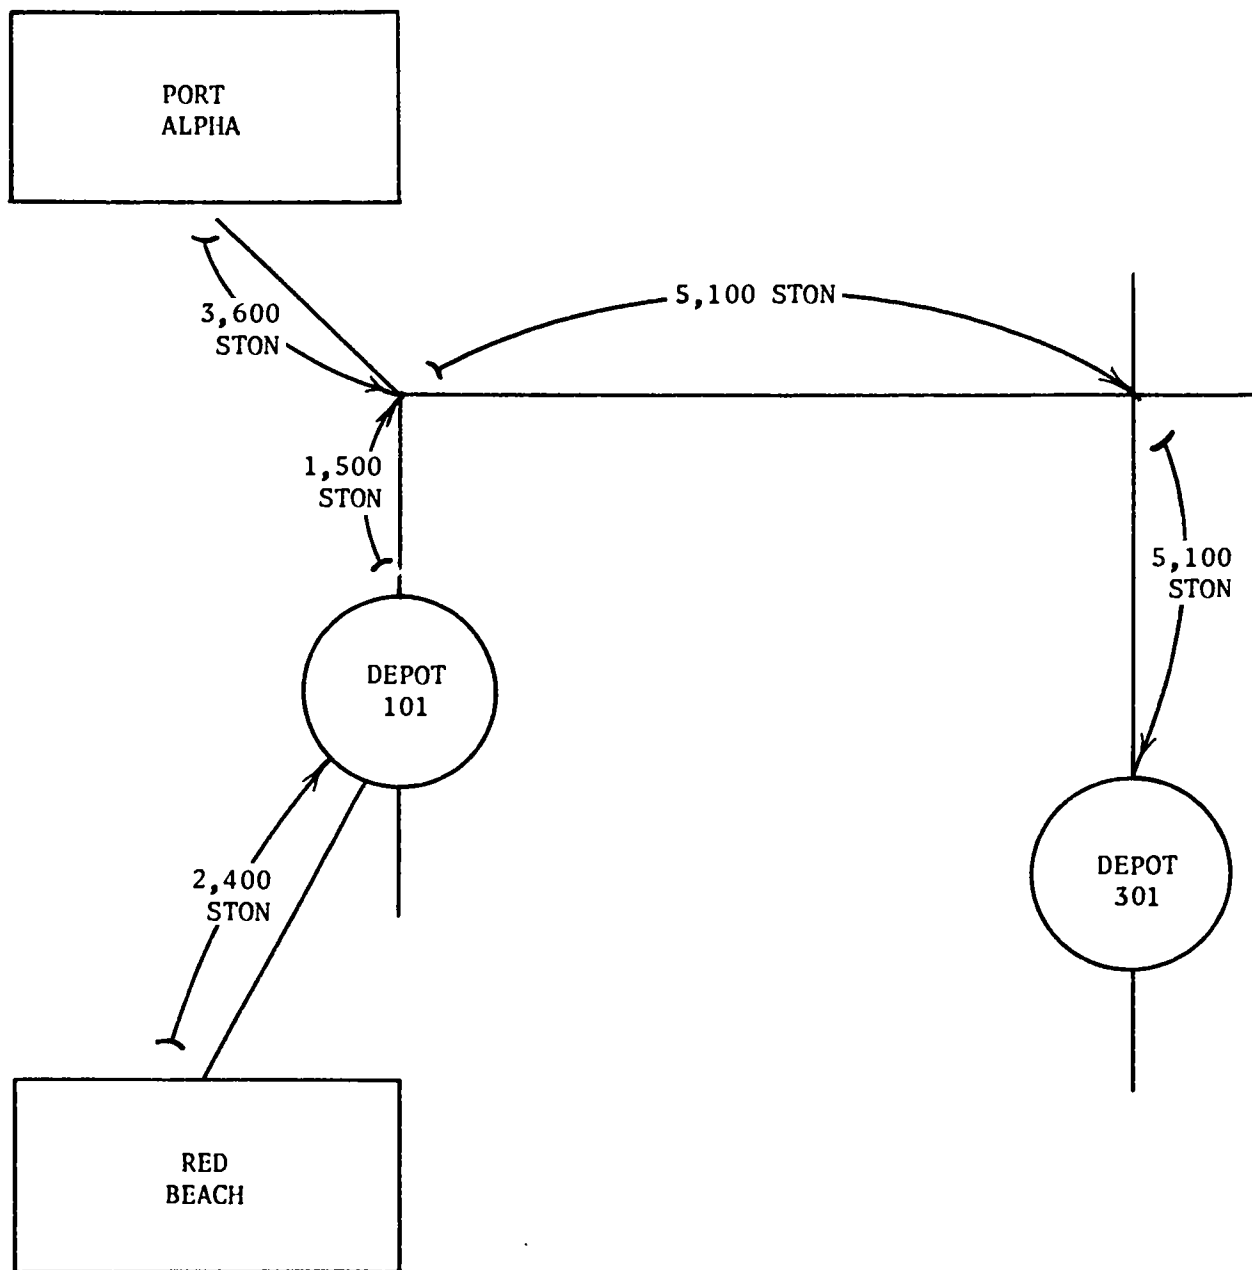 PORT
ALPHA
5,100 STON
3,600
STON
1,500
STON
5,100
STON
DEPOT
101
DEPOT
301
2,400
STON
RED
BEACH